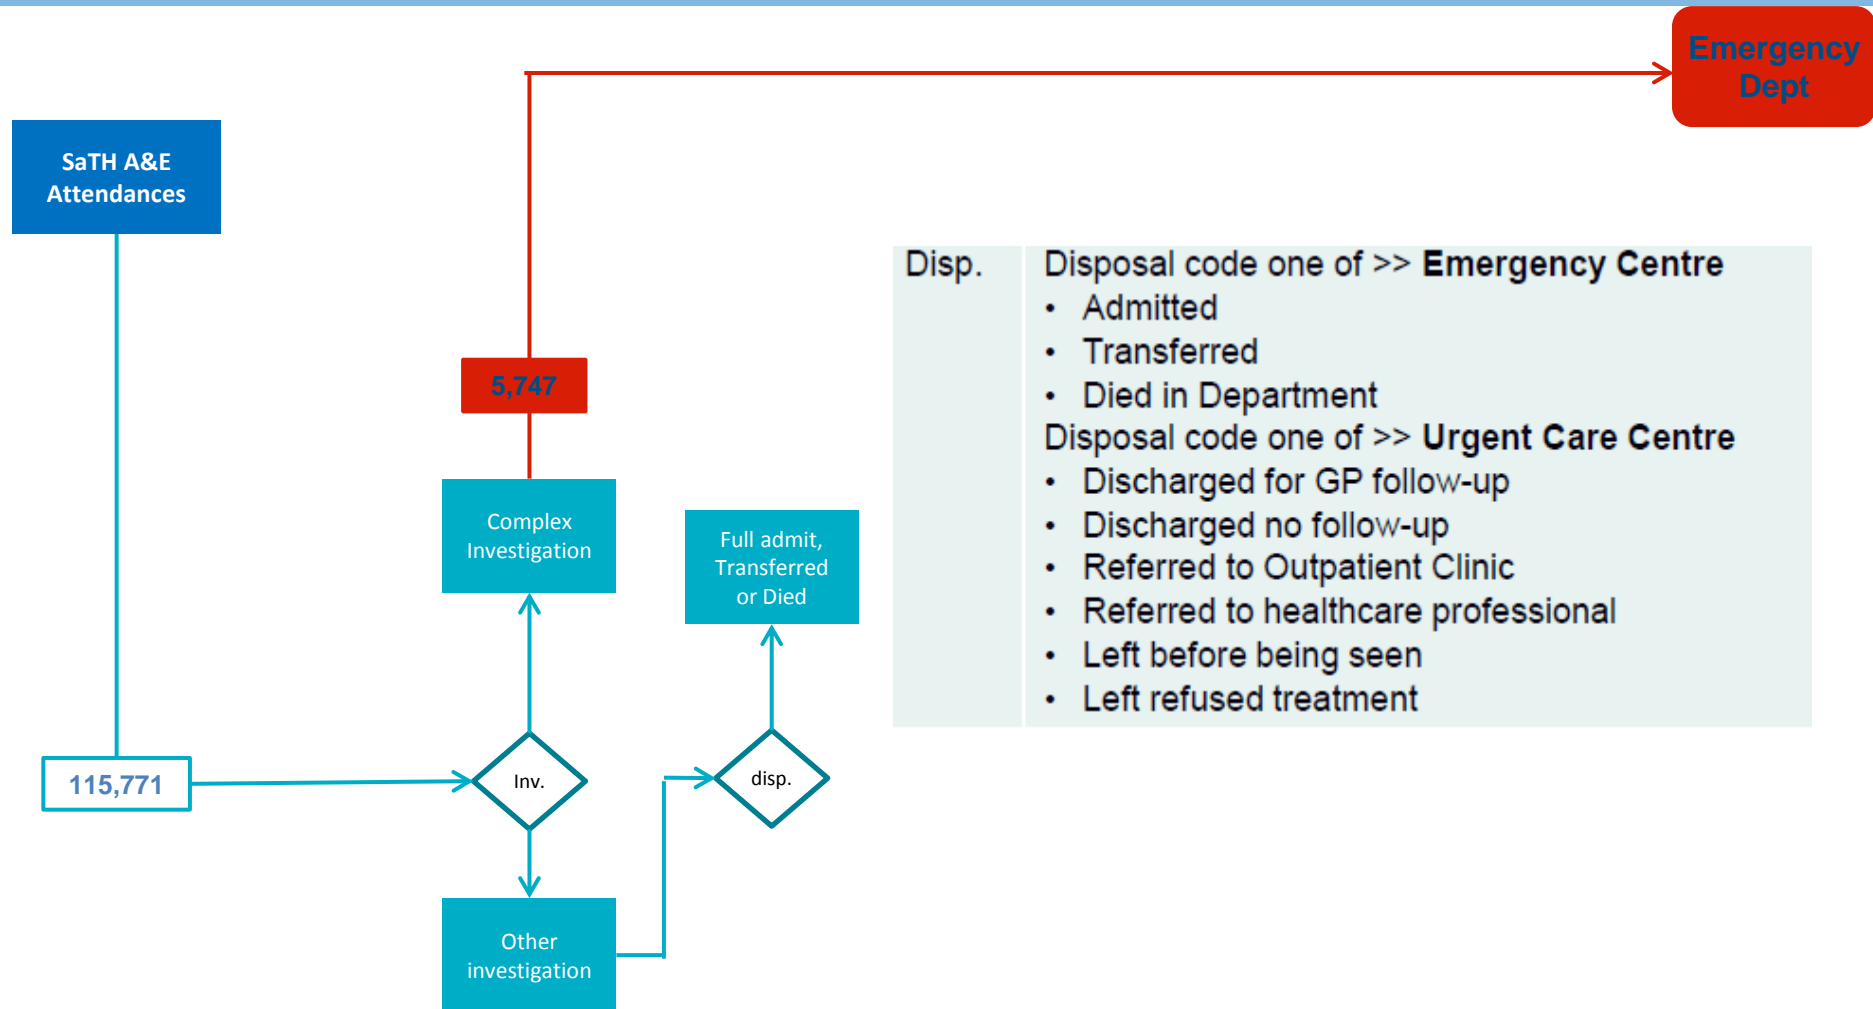 Emergency
Dept
SaTH A&E
Attendances
5,747
Complex
Investigation
Full admit,
Transferred
or Died
115,771
Inv.
disp.
Other
investigation
Disp.
Disposal code one of >> Emergency Centre
• Admitted
• Transferred
• Died in Department
Disposal code one of >> Urgent Care Centre
• Discharged for GP follow-up
• Discharged no follow-up
• Referred to Outpatient Clinic
• Referred to healthcare professional
• Left before being seen
• Left refused treatment